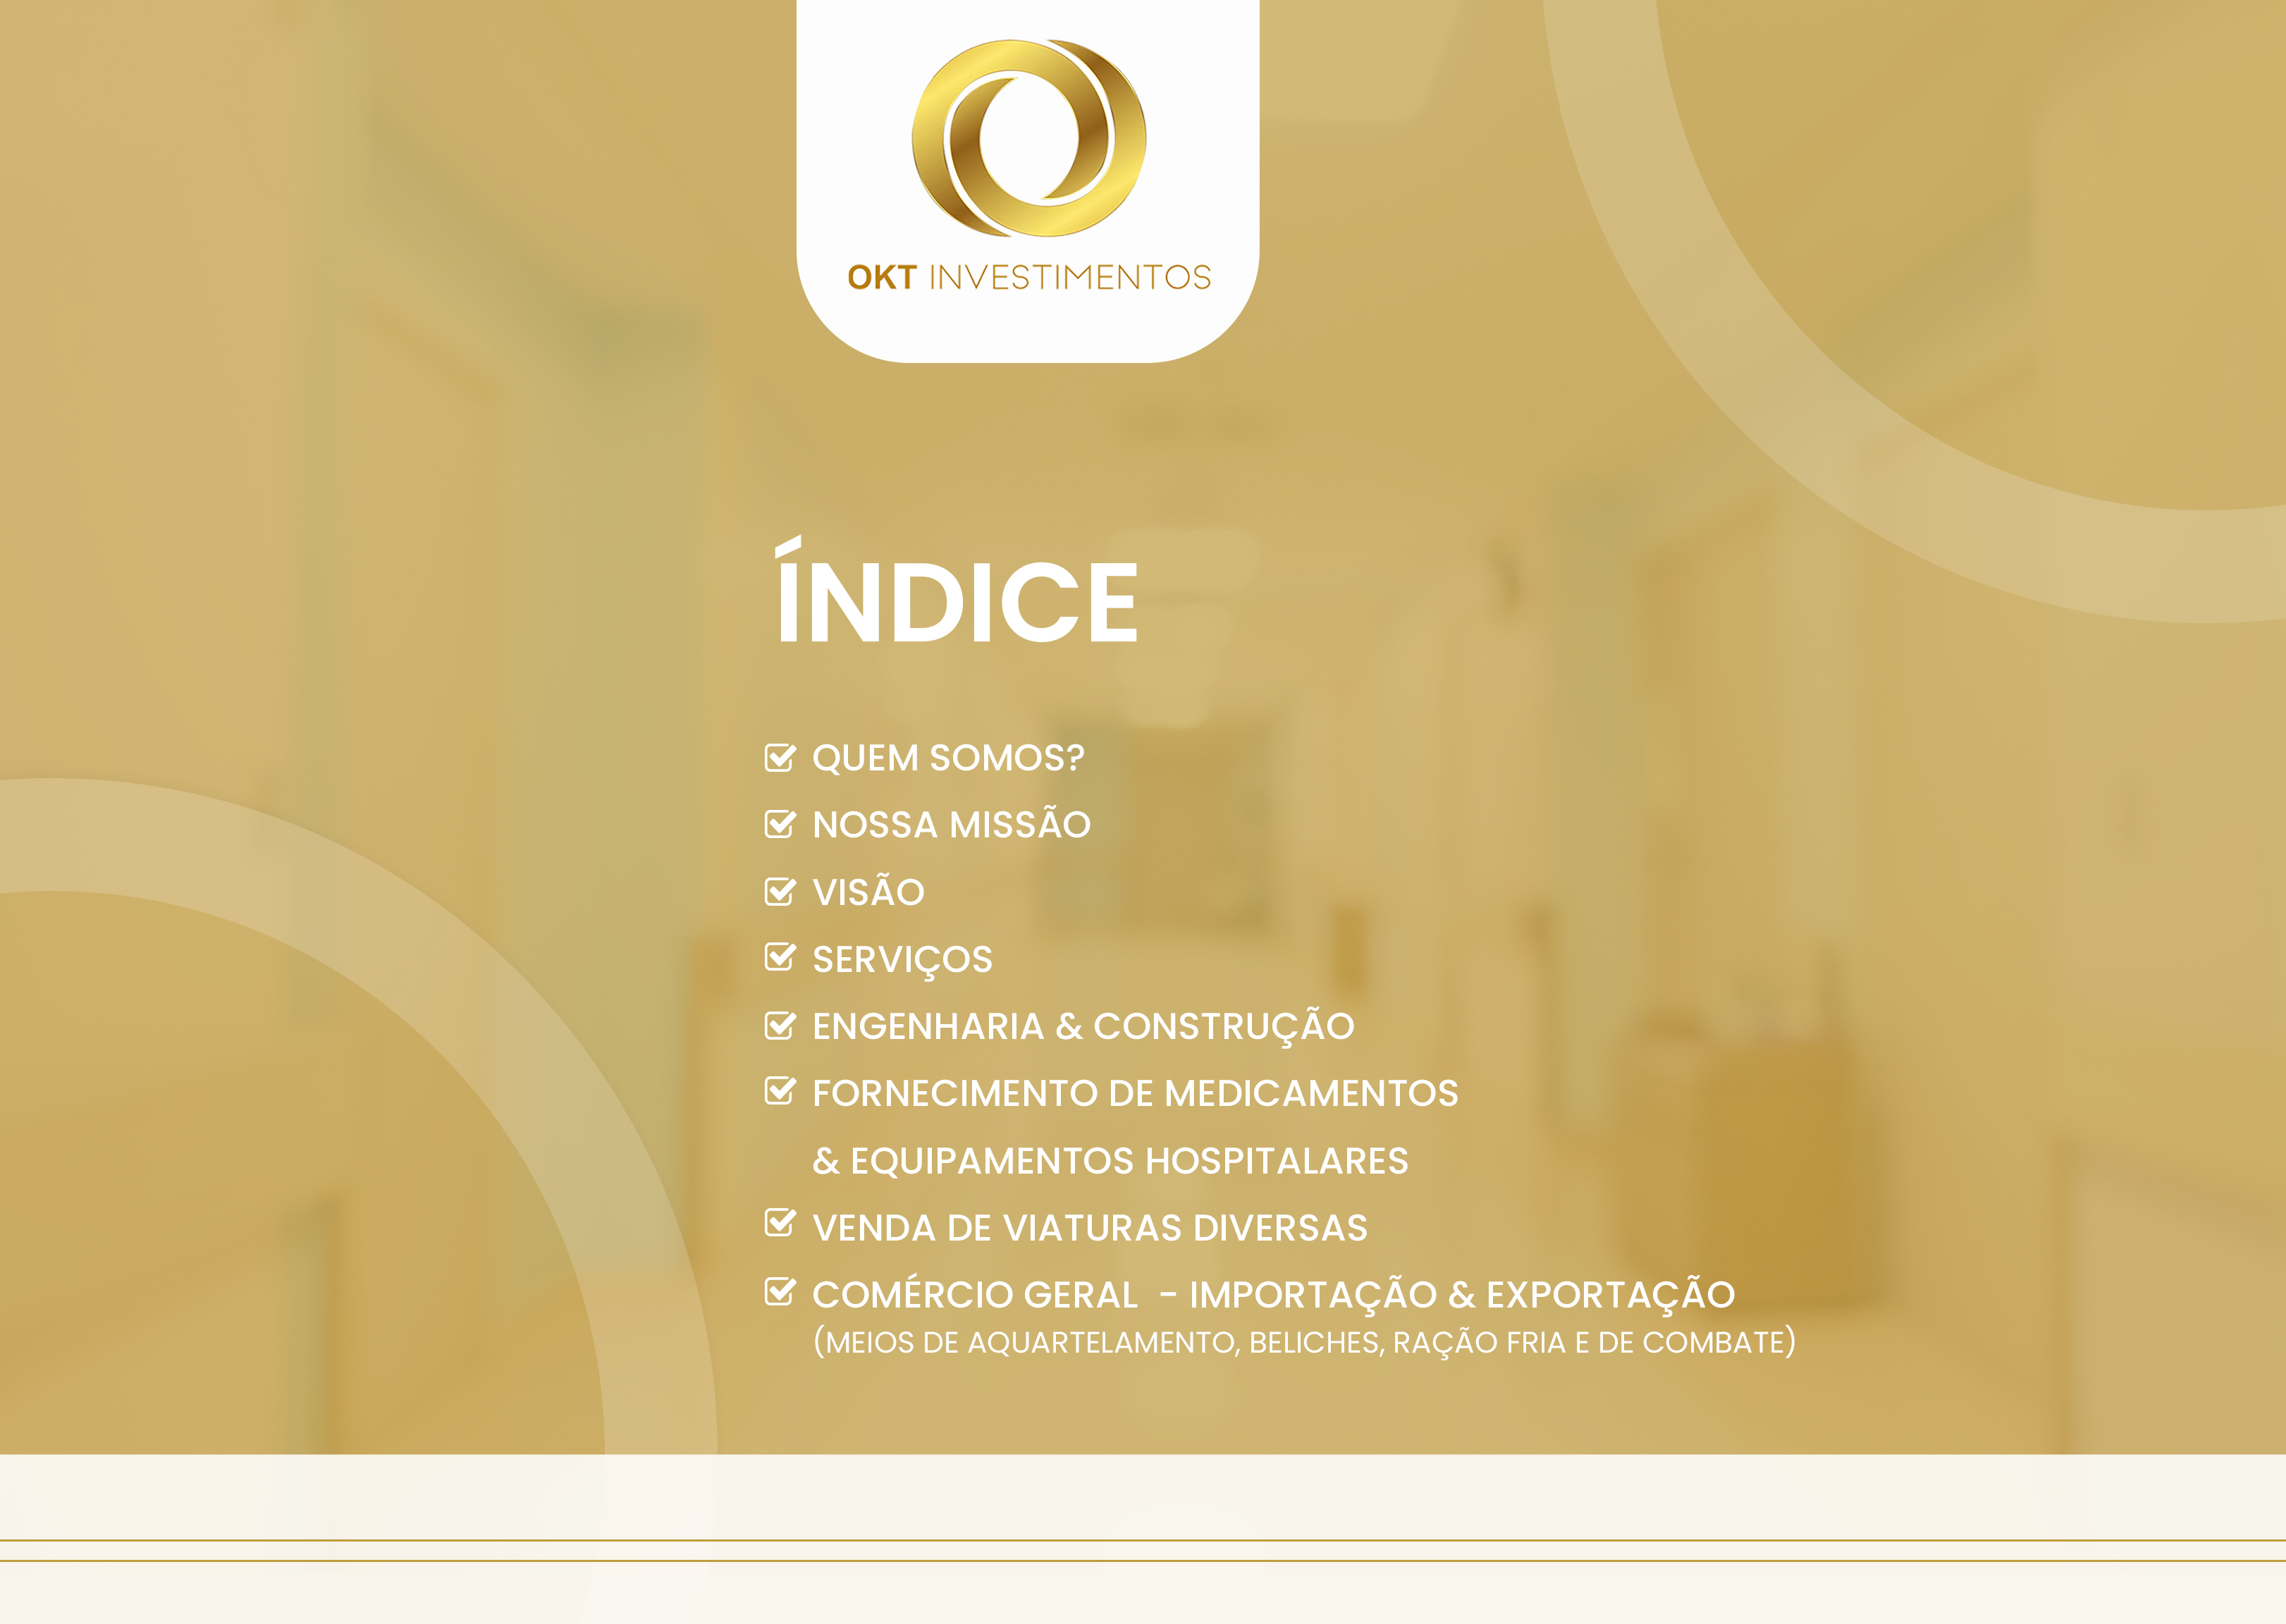 OKT INVESTIMENTOS
ÍNDICE
QUEM SOMOS?
NOSSA MISSÃO
VISÃO
SERVIÇOS
ENGENHARIA & CONSTRUÇÃO
FORNECIMENTO DE MEDICAMENTOS
& EQUIPAMENTOS HOSPITALARES
VENDA DE VIATURAS DIVERSAS
COMÉRCIO GERAL - IMPORTAÇÃO & EXPORTAÇÃO
(MEIOS DE AQUARTELAMENTO, BELICHES, RAÇÃO FRIA E DE COMBATE)